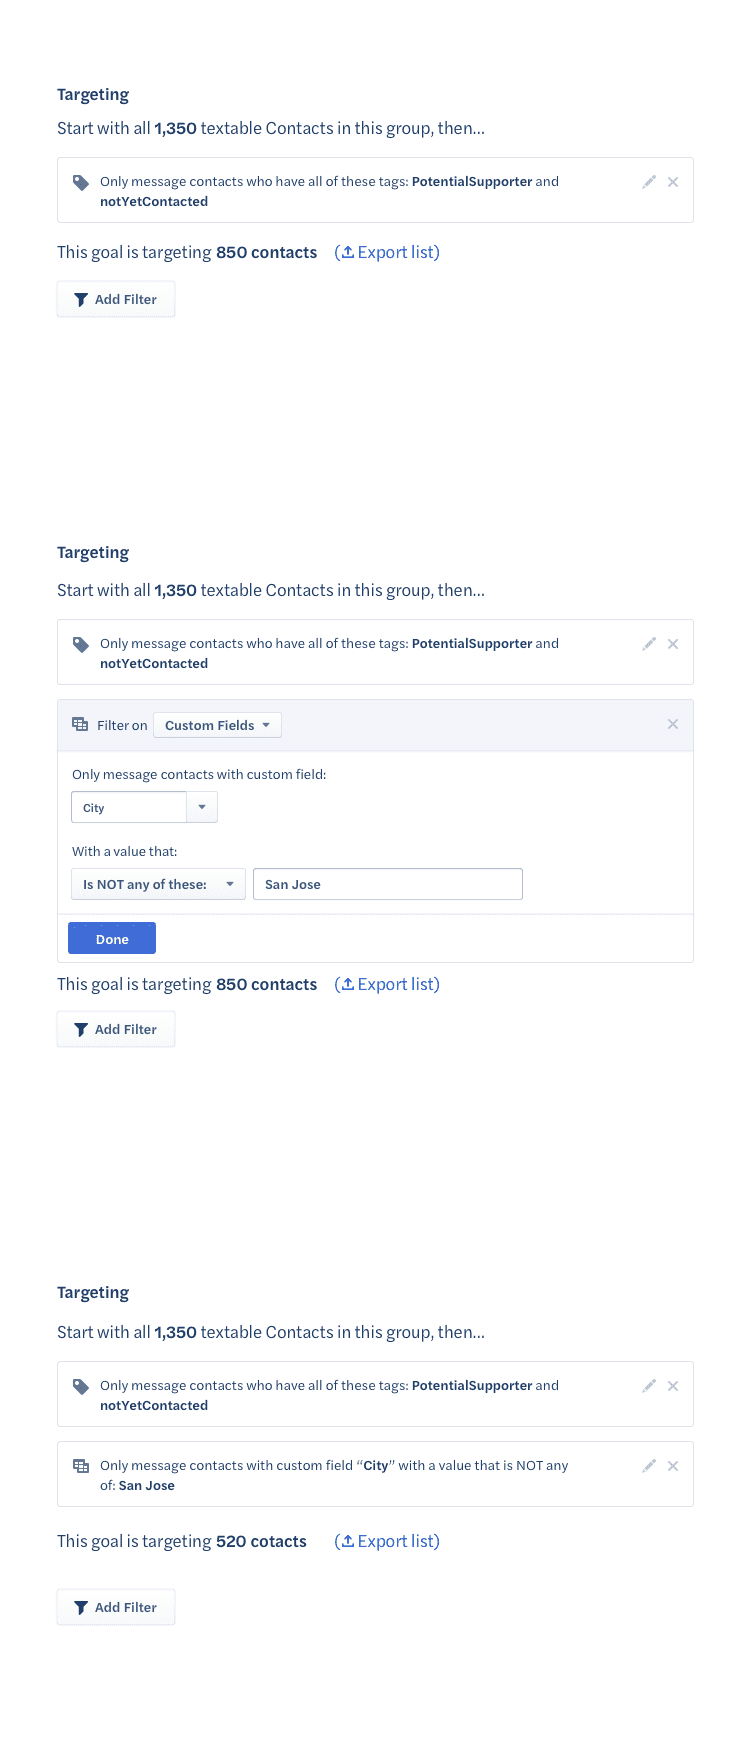 Targeting
Start with all 1,350 textable Contacts in this group, then...
Only message contacts who have all of these tags: PotentialSupporter and
notYetContacted
This goal is targeting 850 contacts (Export list)
Add Filter
Targeting
Start with all 1,350 textable Contacts in this group, then...
Only message contacts who have all of these tags: PotentialSupporter and
notYetContacted
Filter on Custom Fields
Only message contacts with custom field:
City
With a value that:
Is NOT any of these: San Jose
Done
This goal is targeting 850 contacts (Export list)
Add Filter
Targeting
Start with all 1,350 textable Contacts in this group, then...
Only message contacts who have all of these tags: PotentialSupporter and
notYetContacted
Only message contacts with custom field “City” with a value that is NOT any
of: San Jose
This goal is targeting 520 cotacts (Export list)
Add Filter